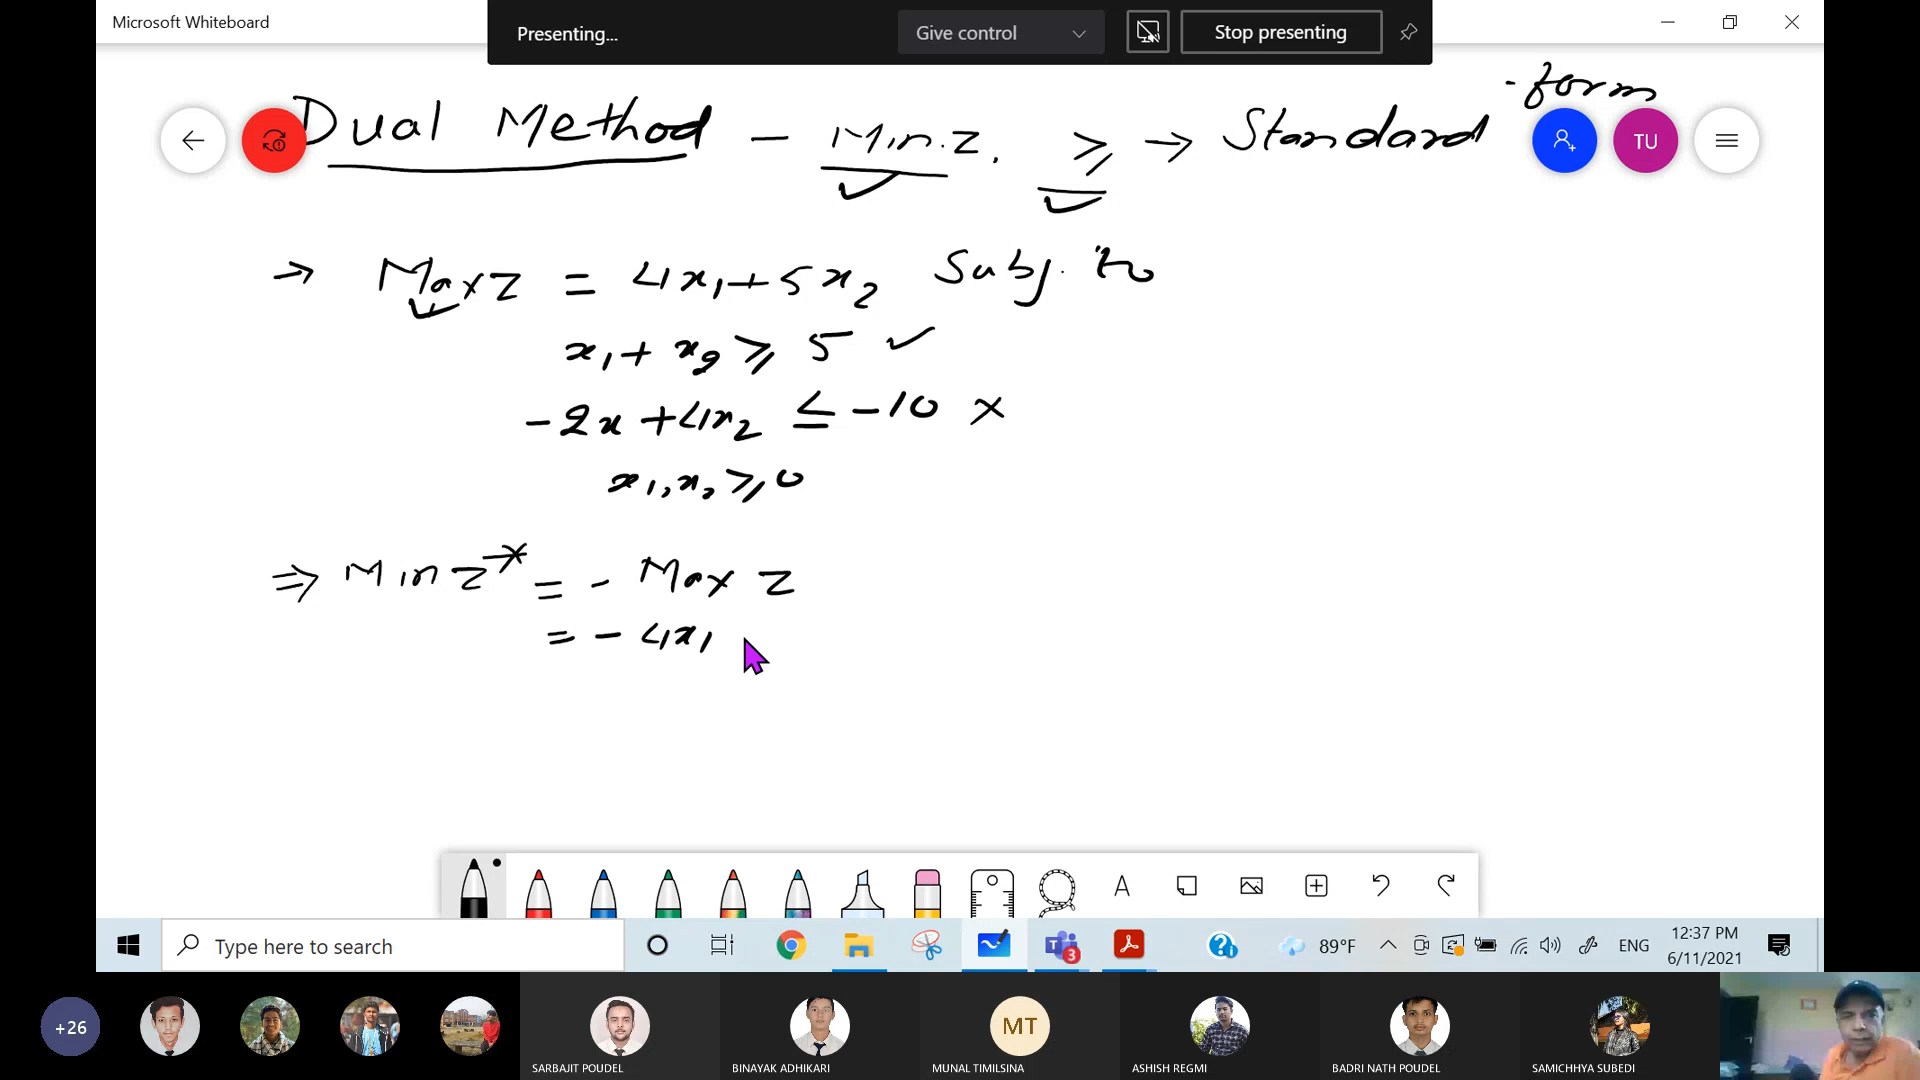 Microsoft Whiteboard
Presenting...
Give control
Stop presenting
Dual Method - Min.Z. ⩾ → Standard -form
TU
→ Max Z = 4x₁ + 5x₂ Subj. to
x₁ + x₂ ⩾ 5 ✓
-2x + 4x₂ ≤ -10 ×
x₁, x₂ ⩾ 0
⇒ Min Z* = - Max Z
= - 4x₁
A
Type here to search
3
89°F
ENG
12:37 PM
6/11/2021
+26
MT
SARBAJIT POUDEL
BINAYAK ADHIKARI
MUNAL TIMILSINA
ASHISH REGMI
BADRI NATH POUDEL
SAMICHHYA SUBEDI